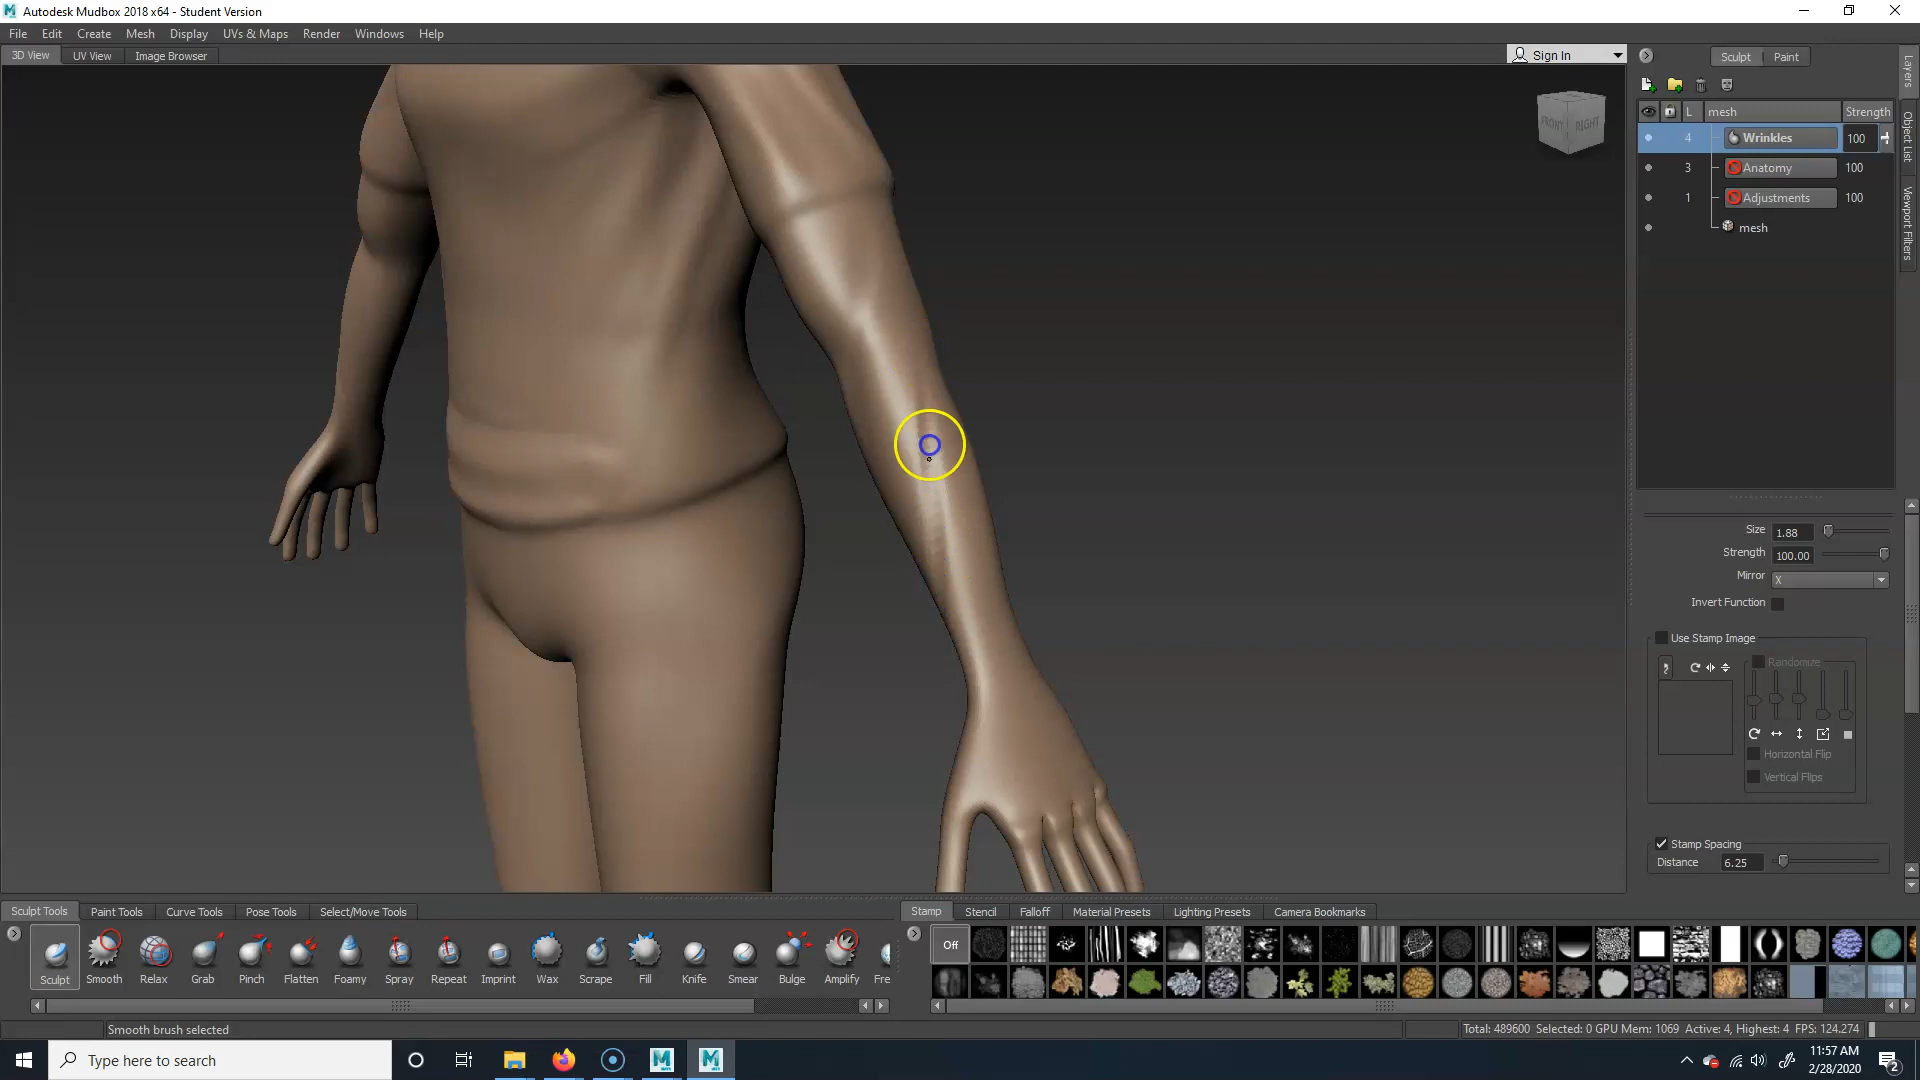 Autodesk Mudbox 2018 x64 - Student Version
File Edit Create Mesh Display UVs & Maps Render Windows Help
3D View UV View Image Browser
Sign In
Sculpt Paint
Layers
Object List
Viewport Filters
L mesh Strength
4 Wrinkles 100
3 Anatomy 100
1 Adjustments 100
mesh
FRONT RIGHT
Size 1.88
Strength 100.00
Mirror X
Invert Function
Use Stamp Image
Randomize
Horizontal Flip
Vertical Flips
Stamp Spacing
Distance 6.25
Sculpt Tools Paint Tools Curve Tools Pose Tools Select/Move Tools
Stamp Stencil Falloff Material Presets Lighting Presets Camera Bookmarks
Off
Sculpt Smooth Relax Grab Pinch Flatten Foamy Spray Repeat Imprint Wax Scrape Fill Knife Smear Bulge Amplify Fre
Smooth brush selected
Total: 489600 Selected: 0 GPU Mem: 1069 Active: 4, Highest: 4 FPS: 124.274
Type here to search
11:57 AM
2/28/2020
2